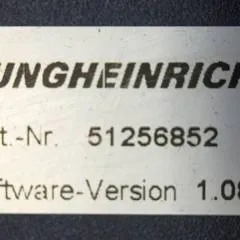 UNGHEINRICH
t.-Nr. 51256852
ftware-Version 1.08